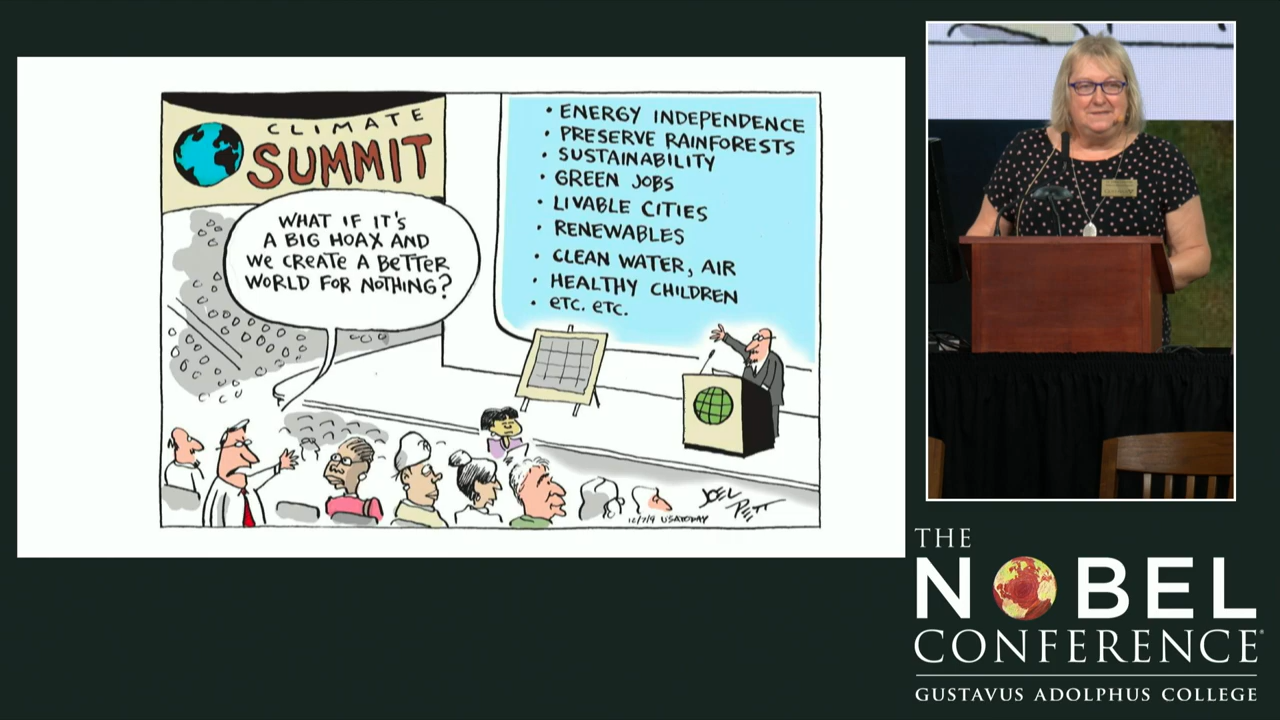 CLIMATE
SUMMIT
WHAT IF IT'S
A BIG HOAX AND
WE CREATE A BETTER
WORLD FOR NOTHING?
• ENERGY INDEPENDENCE
• PRESERVE RAINFORESTS
• SUSTAINABILITY
• GREEN JOBS
• LIVABLE CITIES
• RENEWABLES
• CLEAN WATER, AIR
• HEALTHY CHILDREN
• ETC. ETC.
JOEL
PETT
USATODAY
THE
NOBEL
CONFERENCE®
GUSTAVUS ADOLPHUS COLLEGE